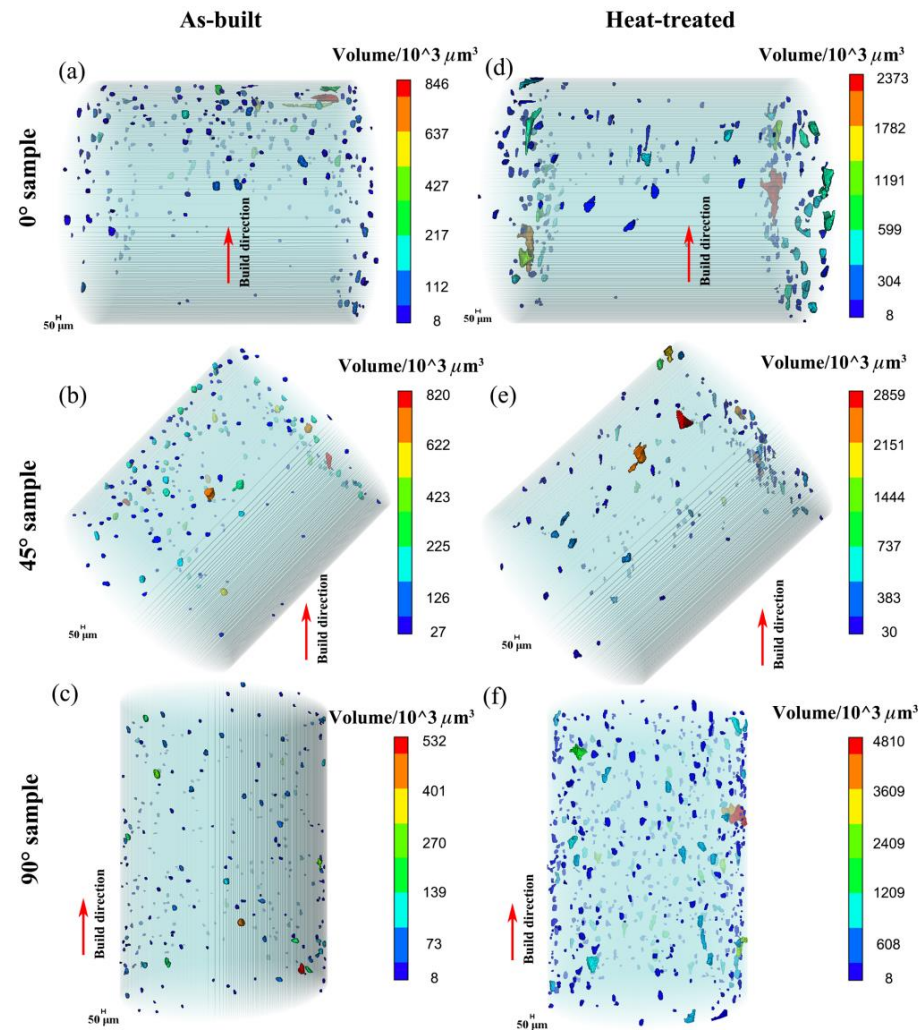 As-built
Heat-treated
0° sample
(a)
Volume/10^3 μm³
846
637
427
217
112
8
Build direction
50 μm
(d)
Volume/10^3 μm³
2373
1782
1191
599
304
8
Build direction
50 μm
45° sample
(b)
Volume/10^3 μm³
820
622
423
225
126
27
Build direction
50 μm
(e)
Volume/10^3 μm³
2859
2151
1444
737
383
30
Build direction
50 μm
90° sample
(c)
Volume/10^3 μm³
532
401
270
139
73
8
Build direction
50 μm
(f)
Volume/10^3 μm³
4810
3609
2409
1209
608
8
Build direction
50 μm